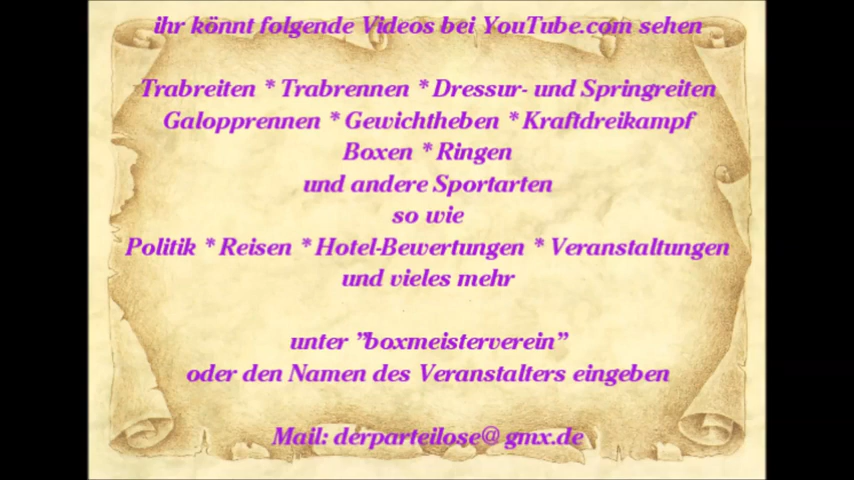 ihr könnt folgende Videos bei YouTube.com sehen
Trabreiten * Trabrennen * Dressur- und Springreiten
Galopprennen * Gewichtheben * Kraftdreikampf
Boxen * Ringen
und andere Sportarten
so wie
Politik * Reisen * Hotel-Bewertungen * Veranstaltungen
und vieles mehr
unter ”boxmeisterverein”
oder den Namen des Veranstalters eingeben
Mail: derparteilose@gmx.de